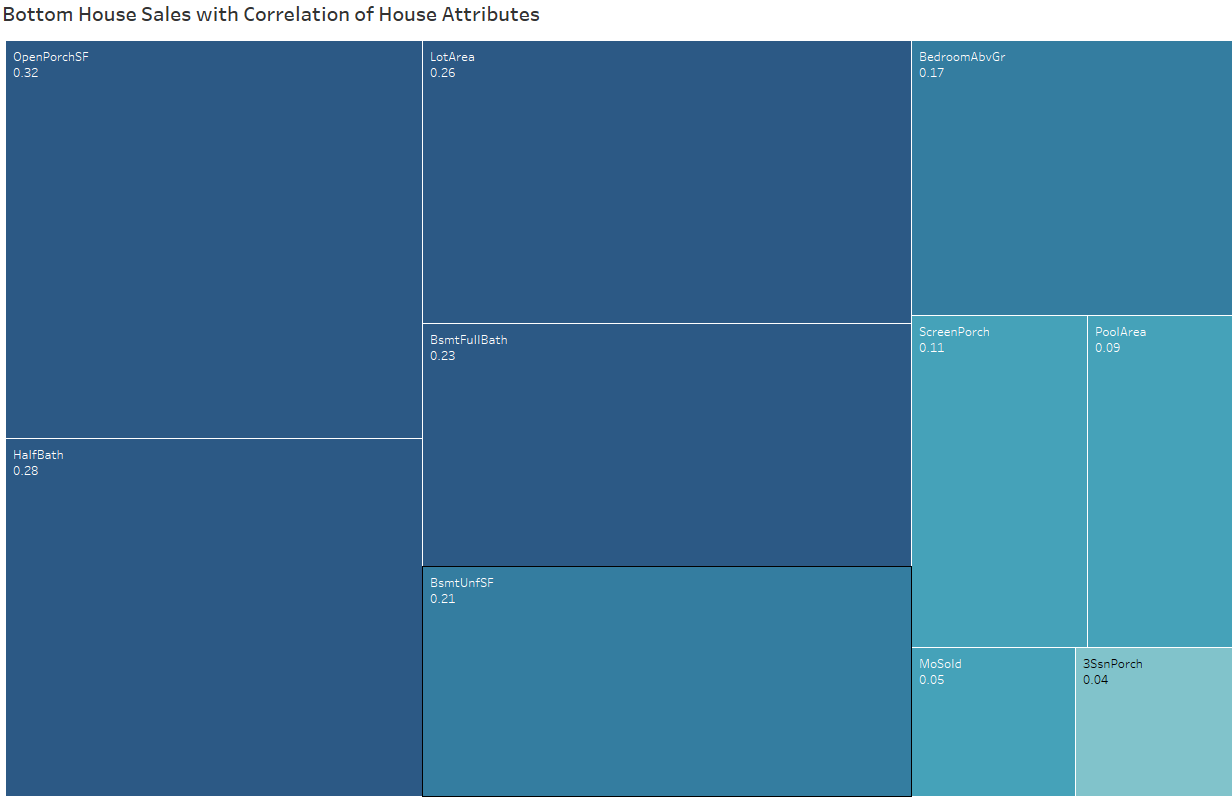 Bottom House Sales with Correlation of House Attributes
OpenPorchSF
0.32
HalfBath
0.28
LotArea
0.26
BsmtFullBath
0.23
BsmtUnfSF
0.21
BedroomAbvGr
0.17
ScreenPorch
0.11
PoolArea
0.09
MoSold
0.05
3SsnPorch
0.04